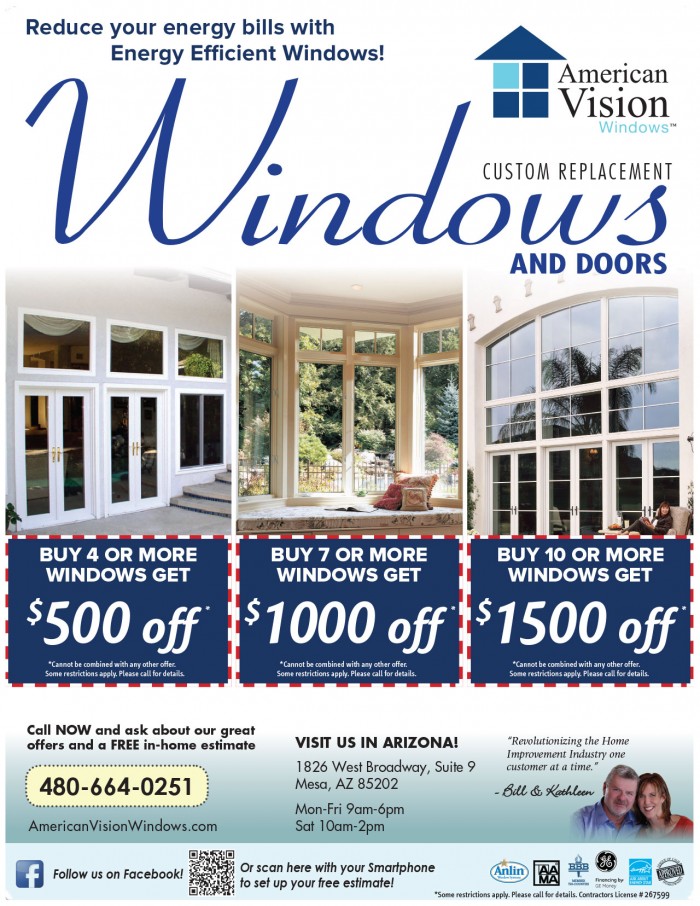 Reduce your energy bills with
Energy Efficient Windows!
American
Vision
Windows™
CUSTOM REPLACEMENT
Windows
AND DOORS
BUY 4 OR MORE
WINDOWS GET
$500 off*
*Cannot be combined with any other offer.
Some restrictions apply. Please call for details.
BUY 7 OR MORE
WINDOWS GET
$1000 off*
*Cannot be combined with any other offer.
Some restrictions apply. Please call for details.
BUY 10 OR MORE
WINDOWS GET
$1500 off*
*Cannot be combined with any other offer.
Some restrictions apply. Please call for details.
Call NOW and ask about our great
offers and a FREE in-home estimate
480-664-0251
AmericanVisionWindows.com
VISIT US IN ARIZONA!
1826 West Broadway, Suite 9
Mesa, AZ 85202
Mon-Fri 9am-6pm
Sat 10am-2pm
"Revolutionizing the Home
Improvement Industry one
customer at a time."
- Bill & Kathleen
f
Follow us on Facebook!
Or scan here with your Smartphone
to set up your free estimate!
Anlin
AAMA
BBB
GE
Financing by:
GE Money
APPROVED
*Some restrictions apply. Please call for details. Contractors License #267599